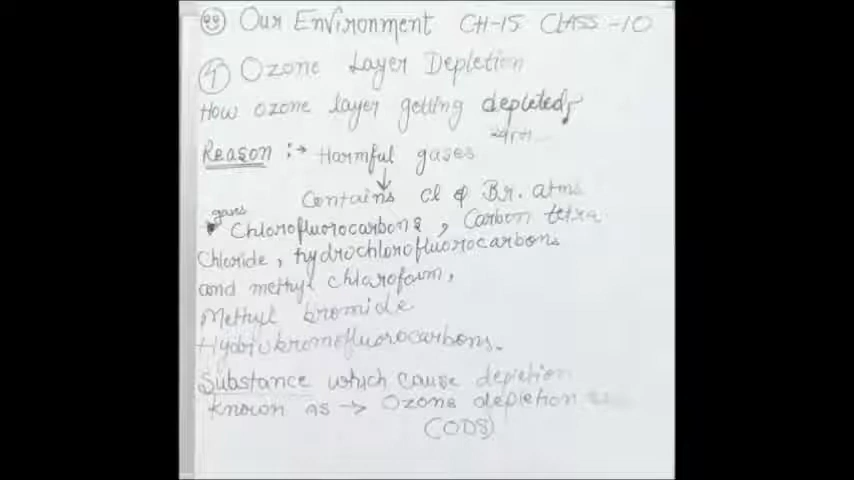 Our Environment CH-15 CLASS-10
① Ozone Layer Depletion
How ozone layer getting depleted
Reason :→ Harmful gases
↓
Contains Cl & Br. atms
gases
Chlorofluorocarbons, Carbon tetra
Chloride, hydrochlorofluorocarbons
and methyl chloroform,
Methyl bromide
Substance which cause depletion
known as → Ozone depletion
(ODS)